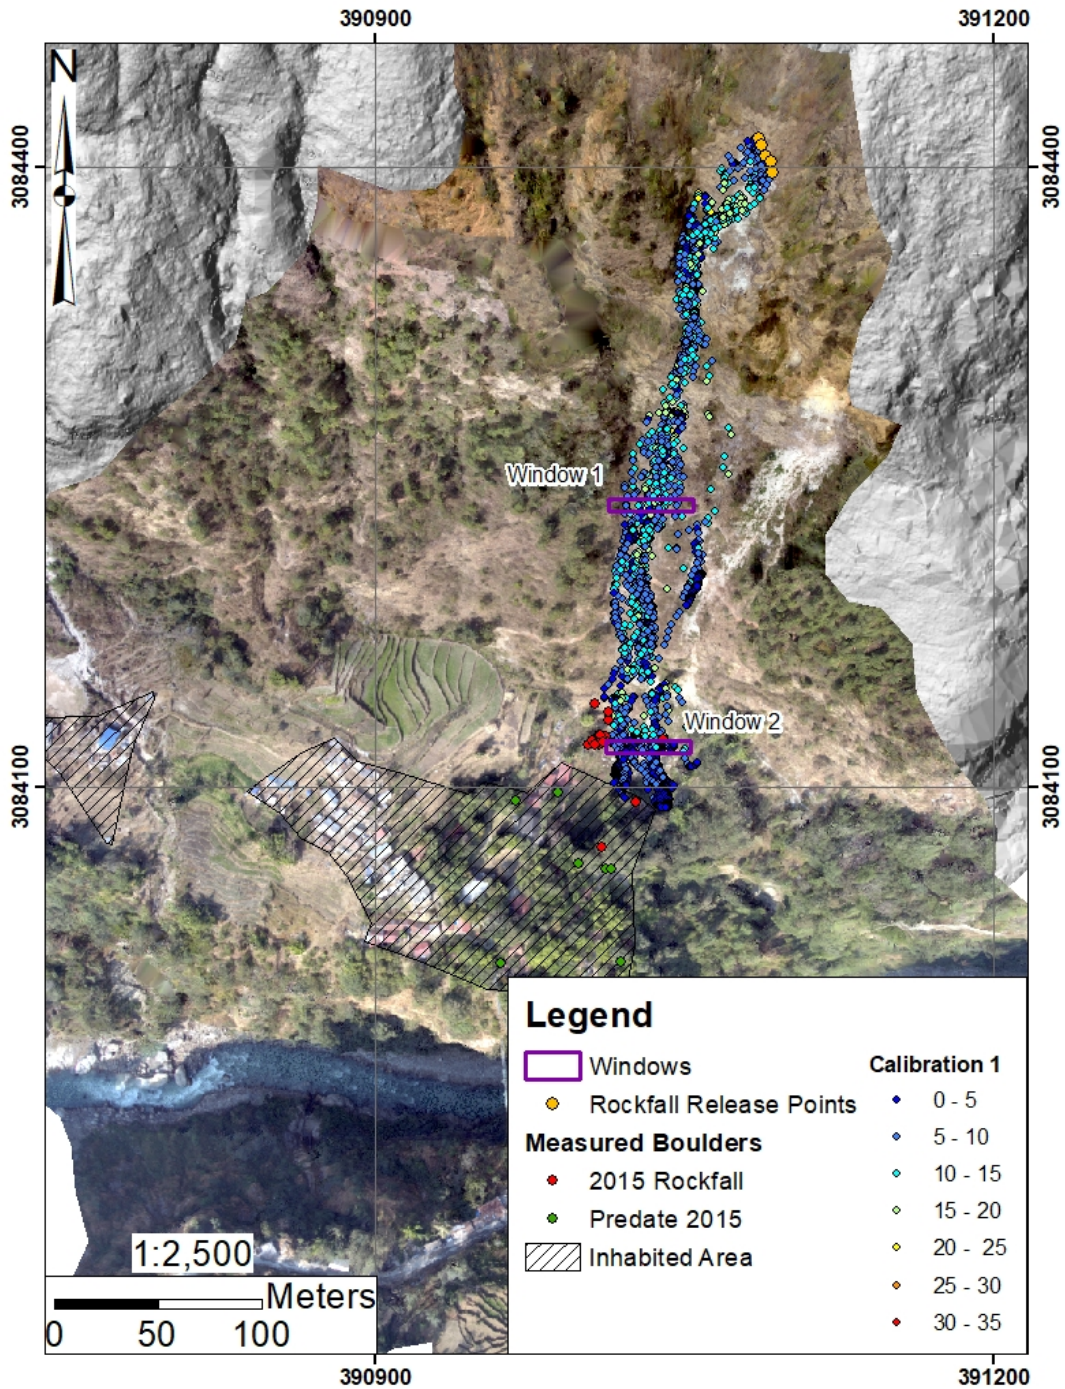 390900
391200
N
3084400
3084400
Window 1
Window 2
3084100
3084100
Legend
Windows
Rockfall Release Points
Measured Boulders
2015 Rockfall
Predate 2015
Inhabited Area
Calibration 1
0 - 5
5 - 10
10 - 15
15 - 20
20 - 25
25 - 30
30 - 35
1:2,500
Meters
0 50 100
390900
391200